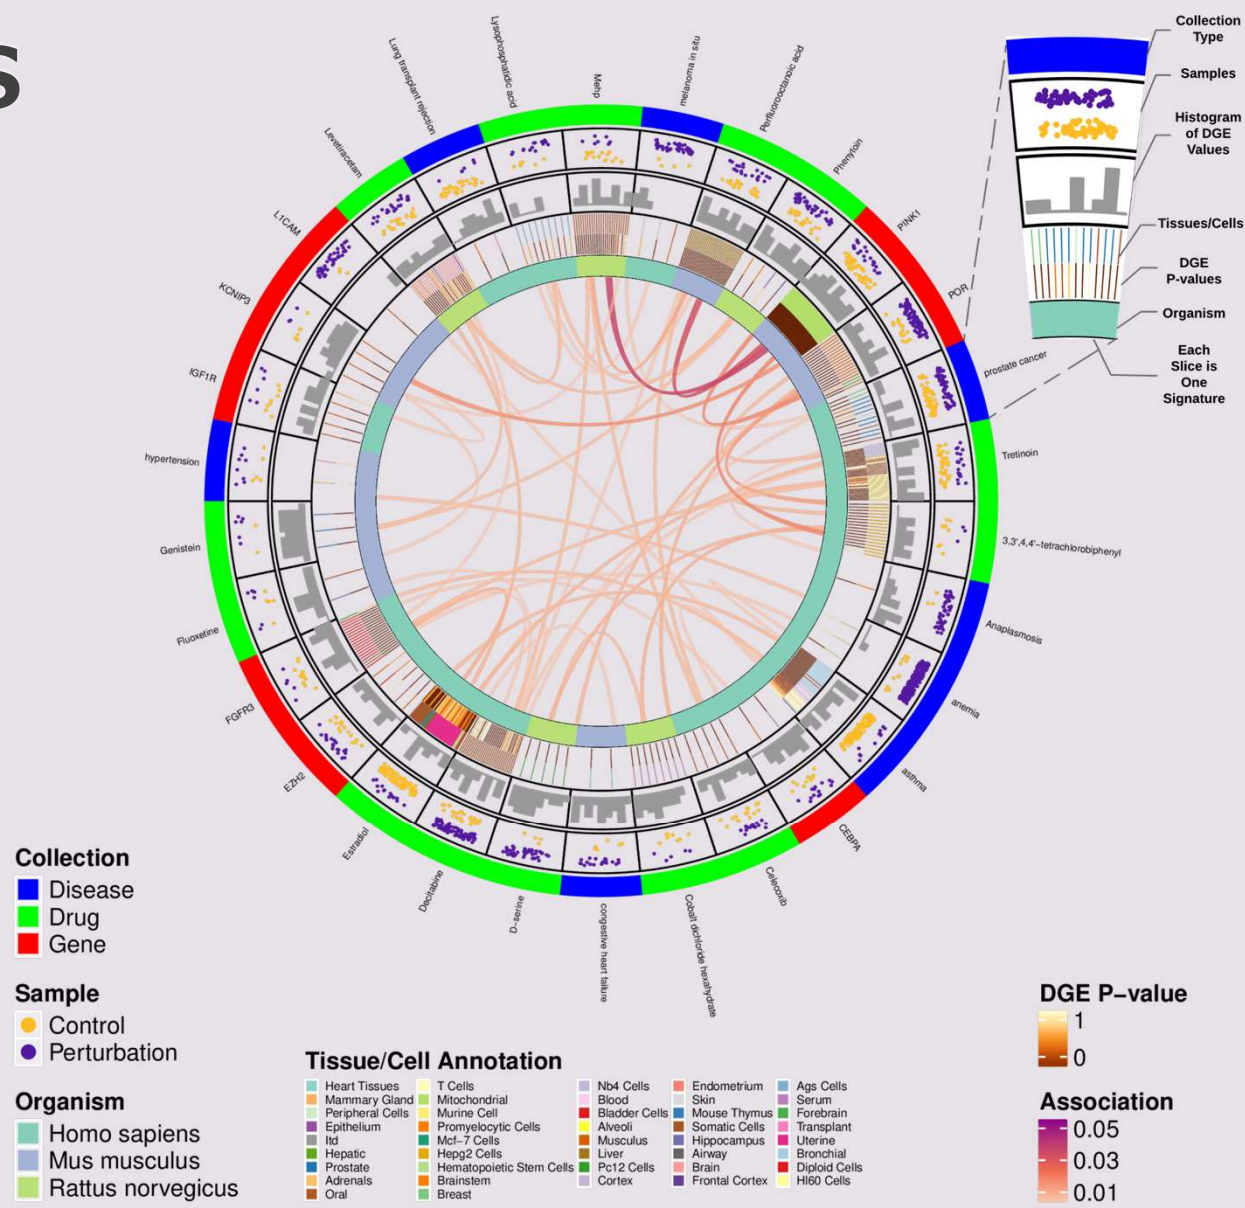 s
Lysophosphatidic acid
Mehp
melanoma in situ
Perfluorooctanoic acid
Phenytoin
PINK1
POR
prostate cancer
Tretinoin
3,3',4,4'−tetrachlorobiphenyl
Anaplasmosis
anemia
asthma
CEBPA
Celecoxib
Cobalt dichloride hexahydrate
congestive heart failure
D−serine
Decitabine
Estradiol
EZH2
FGFR3
Fluoxetine
Genistein
hypertension
IGF1R
KCNIP3
L1CAM
Levetiracetam
Lung transplant rejection
Collection
Type
Samples
Histogram
of DGE
Values
Tissues/Cells
DGE
P-values
Organism
Each
Slice is
One
Signature
Collection
Disease
Drug
Gene
Sample
Control
Perturbation
Organism
Homo sapiens
Mus musculus
Rattus norvegicus
Tissue/Cell Annotation
Heart Tissues
Mammary Gland
Peripheral Cells
Epithelium
Itd
Hepatic
Prostate
Adrenals
Oral
T Cells
Mitochondrial
Murine Cell
Promyelocytic Cells
Mcf−7 Cells
Hepg2 Cells
Hematopoietic Stem Cells
Brainstem
Breast
Nb4 Cells
Blood
Bladder Cells
Alveoli
Musculus
Liver
Pc12 Cells
Cortex
Endometrium
Skin
Mouse Thymus
Somatic Cells
Hippocampus
Airway
Brain
Frontal Cortex
Ags Cells
Serum
Forebrain
Transplant
Uterine
Bronchial
Diploid Cells
Hl60 Cells
DGE P−value
1
0
Association
0.05
0.03
0.01